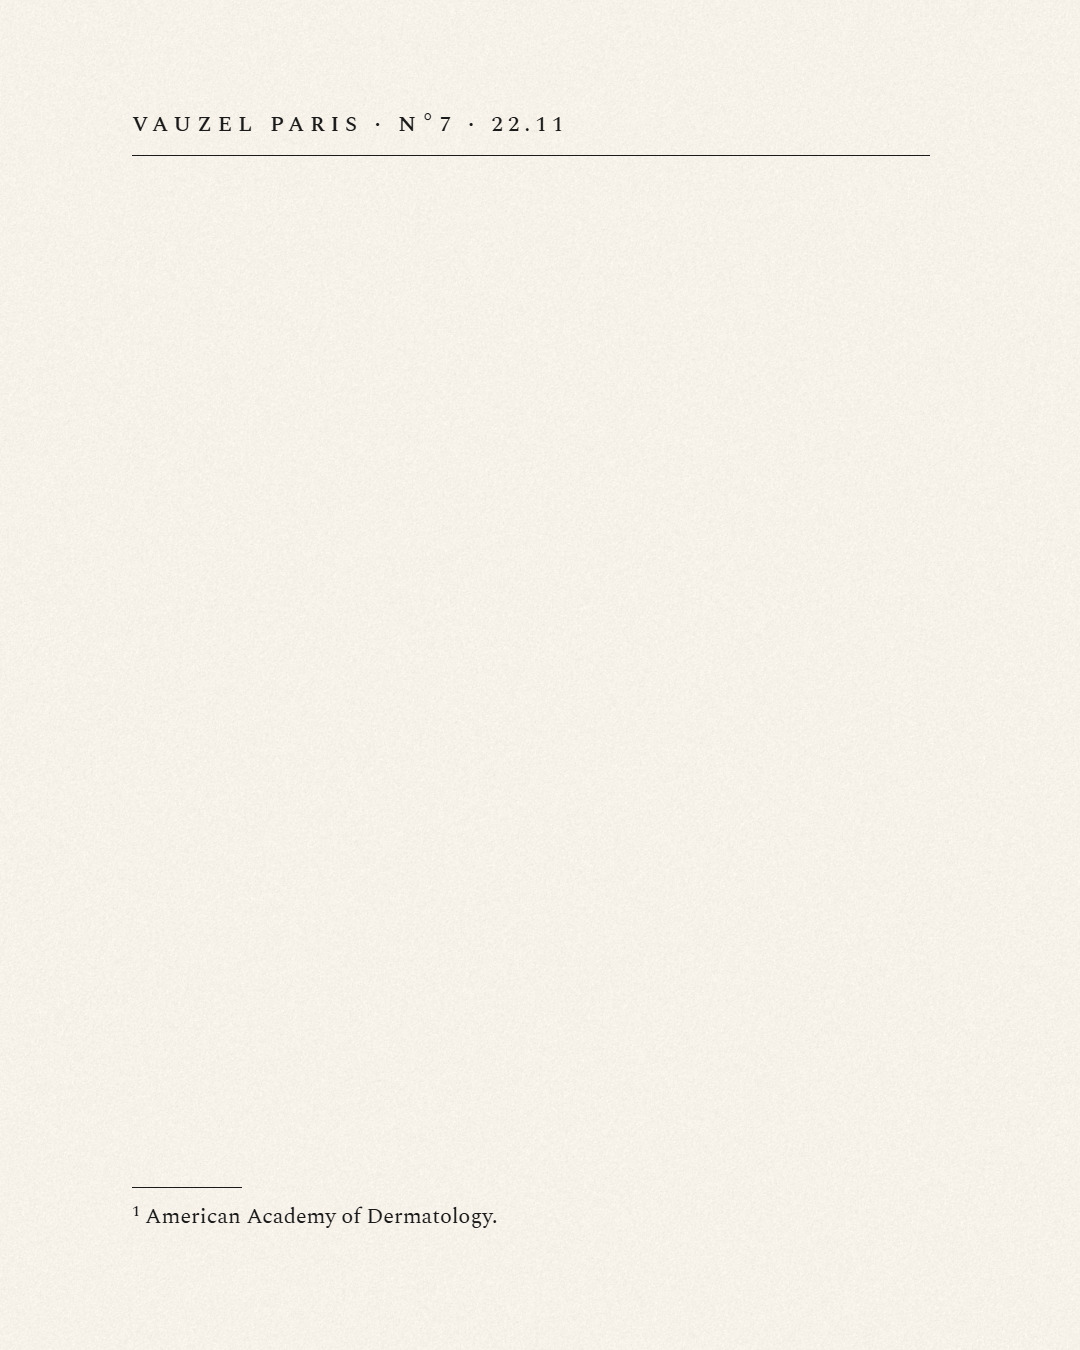 VAUZEL PARIS · N°7 · 22.11
¹ American Academy of Dermatology.